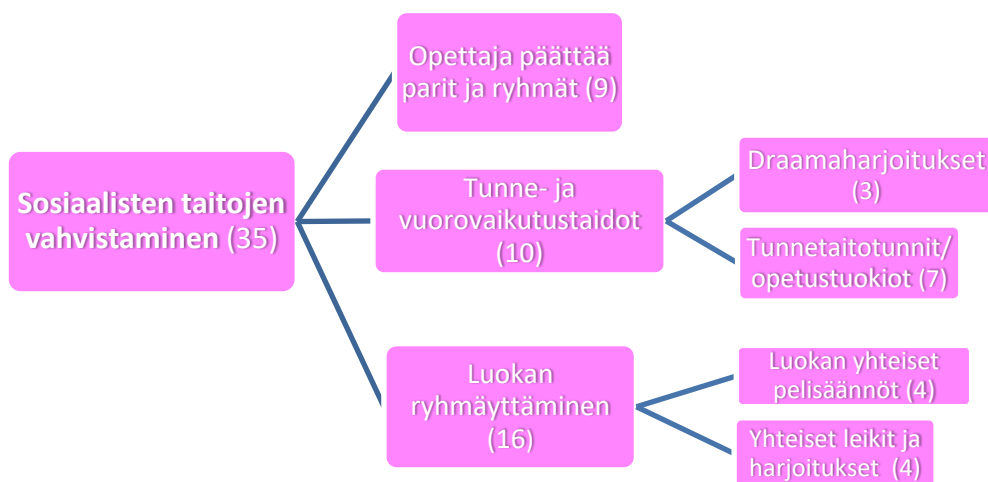 Opettaja päättää
parit ja ryhmät (9)
Sosiaalisten taitojen
vahvistaminen (35)
Tunne- ja
vuorovaikutustaidot
(10)
Draamaharjoitukset
(3)
Tunnetaitotunnit/
opetustuokiot (7)
Luokan
ryhmäyttäminen
(16)
Luokan yhteiset
pelisäännöt (4)
Yhteiset leikit ja
harjoitukset (4)